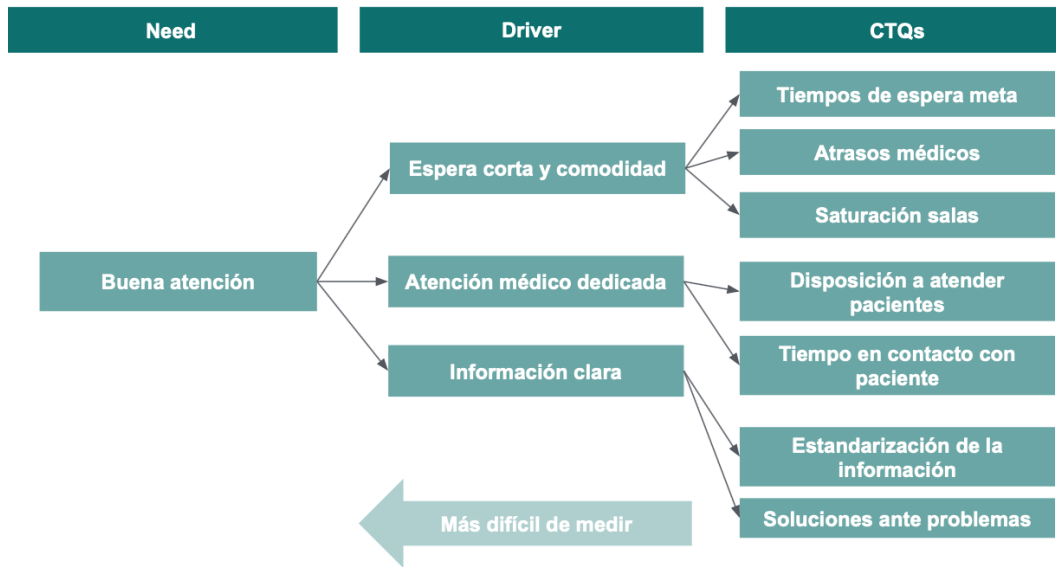 Need
Driver
CTQs
Tiempos de espera meta
Espera corta y comodidad
Atrasos médicos
Saturación salas
Buena atención
Atención médico dedicada
Disposición a atender
pacientes
Información clara
Tiempo en contacto con
paciente
Estandarización de la
información
Más difícil de medir
Soluciones ante problemas